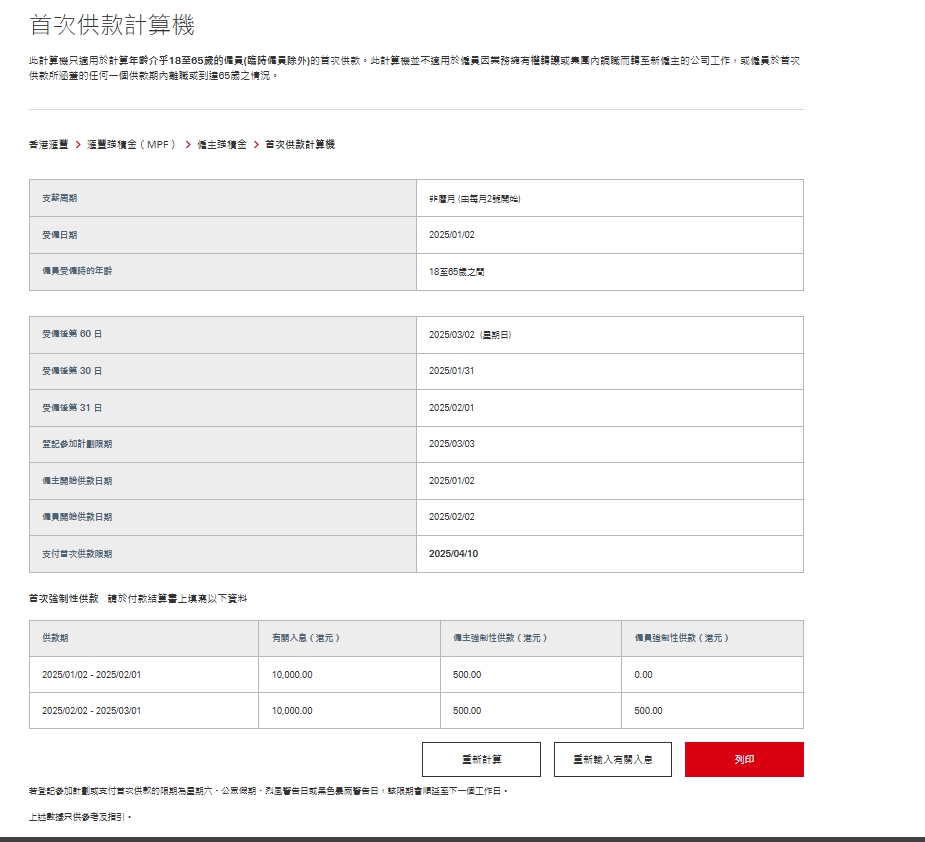 首次供款計算機
此計算機只適用於計算年齡介乎18至65歲的僱員(臨時僱員除外)的首次供款。此計算機並不適用於僱員因業務擁有權轉讓或集團內調職而轉至新僱主的公司工作，或僱員於首次
供款所涵蓋的任何一個供款期內離職或到達65歲之情況。
香港滙豐 > 滙豐強積金（MPF） > 僱主強積金 > 首次供款計算機
支薪周期 非曆月 (由每月2號開始)
受僱日期 2025/01/02
僱員受僱時的年齡 18至65歲之間
受僱後第 60 日 2025/03/02 (星期日)
受僱後第 30 日 2025/01/31
受僱後第 31 日 2025/02/01
登記參加計劃限期 2025/03/03
僱主開始供款日期 2025/01/02
僱員開始供款日期 2025/02/02
支付首次供款限期 2025/04/10
首次強制性供款 請於付款結算書上填寫以下資料
供款期 有關入息（港元） 僱主強制性供款（港元） 僱員強制性供款（港元）
2025/01/02 - 2025/02/01 10,000.00 500.00 0.00
2025/02/02 - 2025/03/01 10,000.00 500.00 500.00
重新計算 重新輸入有關入息 列印
若登記參加計劃或支付首次供款的限期為星期六、公眾假期、烈風警告日或黑色暴雨警告日，該限期會順延至下一個工作日。
上述數據只供參考及指引。